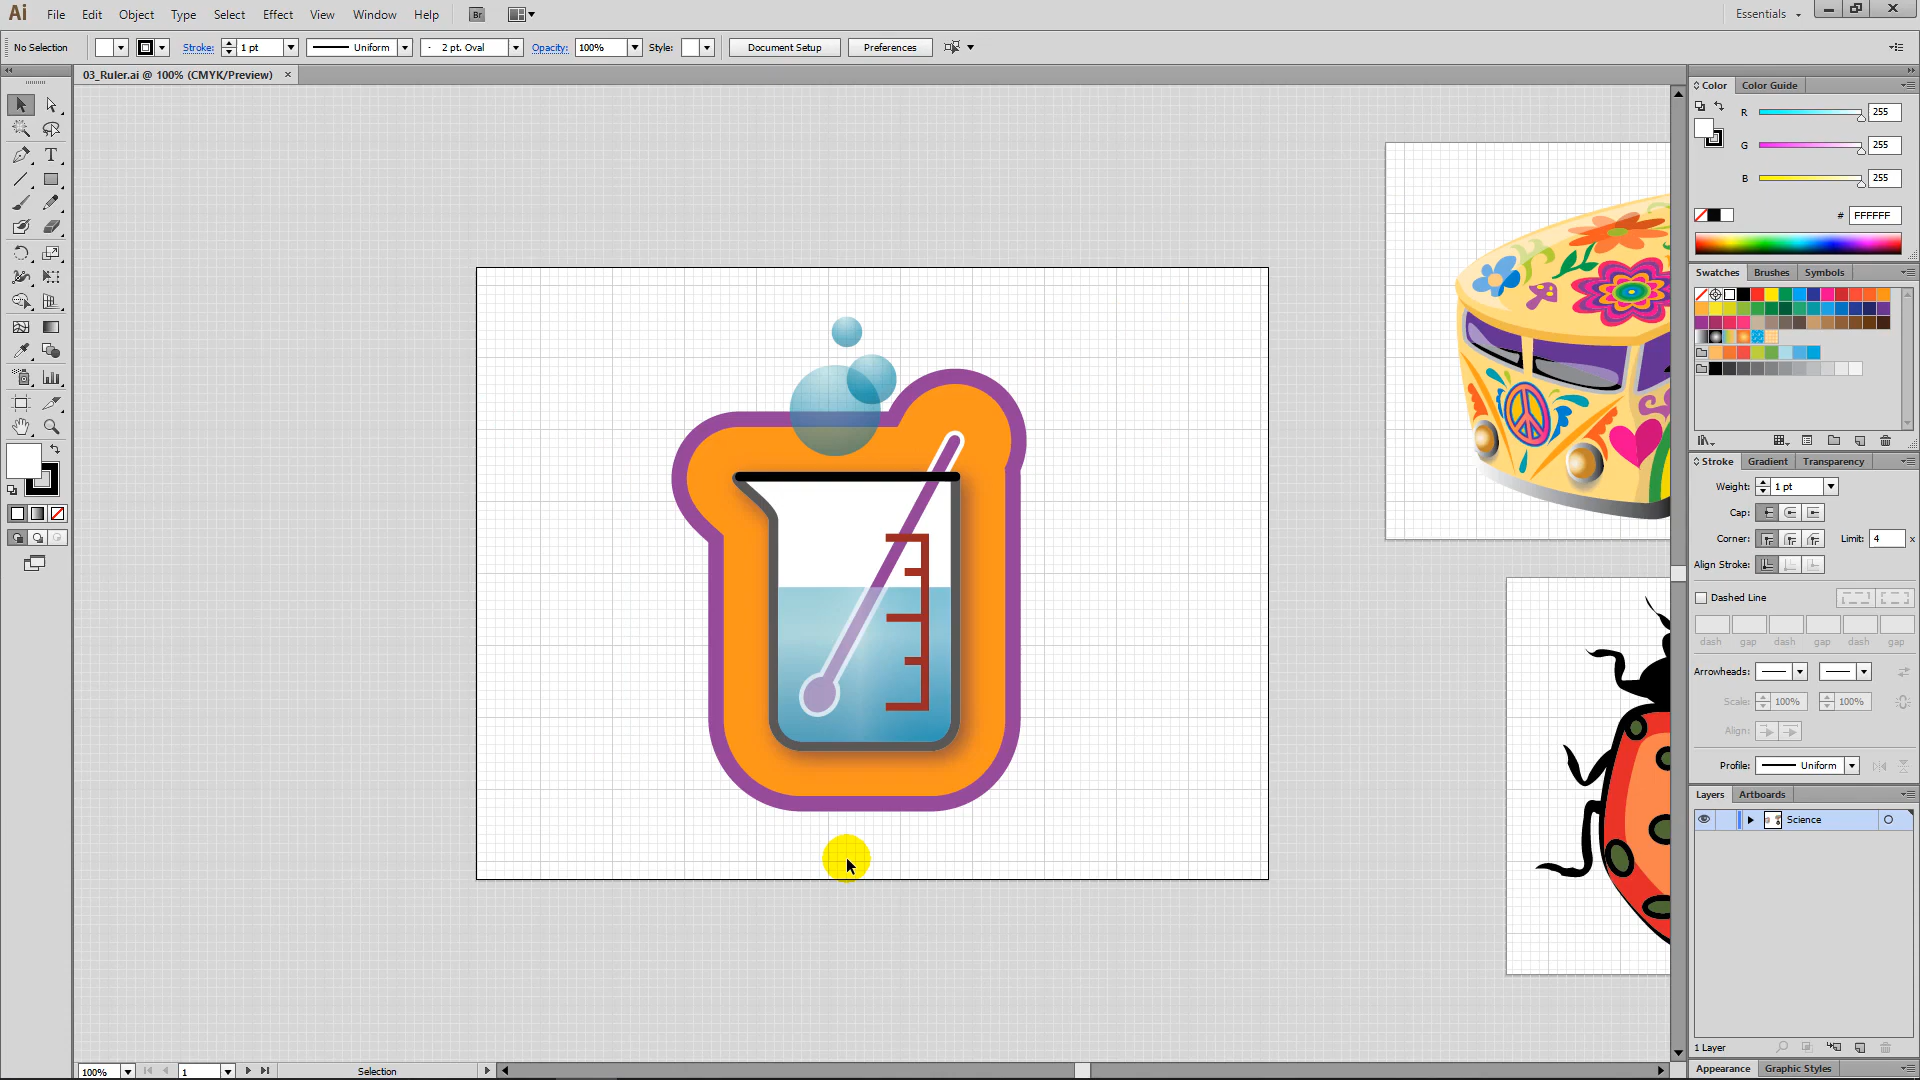 Ai File Edit Object Type Select Effect View Window Help Br Essentials
No Selection Stroke: 1 pt Uniform 2 pt. Oval Opacity: 100% Style: Document Setup Preferences
03_Ruler.ai @ 100% (CMYK/Preview)
Color Color Guide
R 255
G 255
B 255
# FFFFFF
Swatches Brushes Symbols
Stroke Gradient Transparency
Weight: 1 pt
Cap:
Corner: Limit: 4 x
Align Stroke:
Dashed Line
dash gap dash gap dash gap
Arrowheads:
Scale: 100% 100%
Align:
Profile: Uniform
Layers Artboards
Science
1 Layer
Appearance Graphic Styles
100% 1 Selection
T